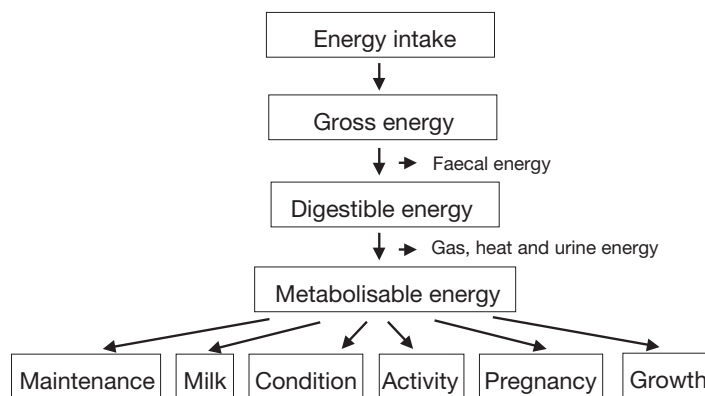 Energy intake
Gross energy
Faecal energy
Digestible energy
Gas, heat and urine energy
Metabolisable energy
Maintenance
Milk
Condition
Activity
Pregnancy
Growth